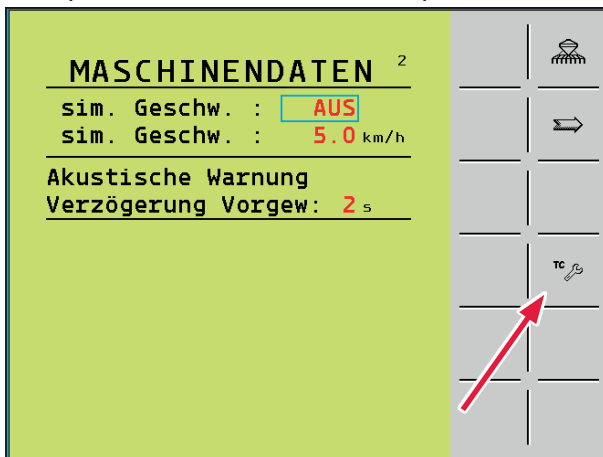 MASCHINENDATEN 2
sim. Geschw. : AUS
sim. Geschw. : 5.0 km/h
Akustische Warnung
Verzögerung Vorgew: 2 s
TC